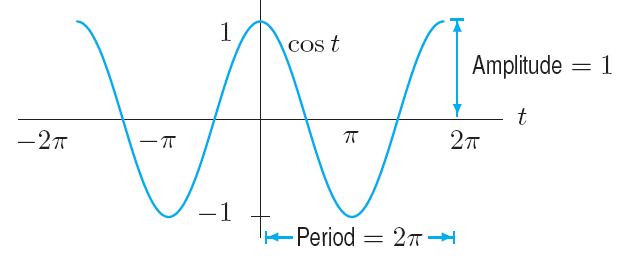 1
cos t
Amplitude = 1
t
−2π
−π
π
2π
−1
Period = 2π